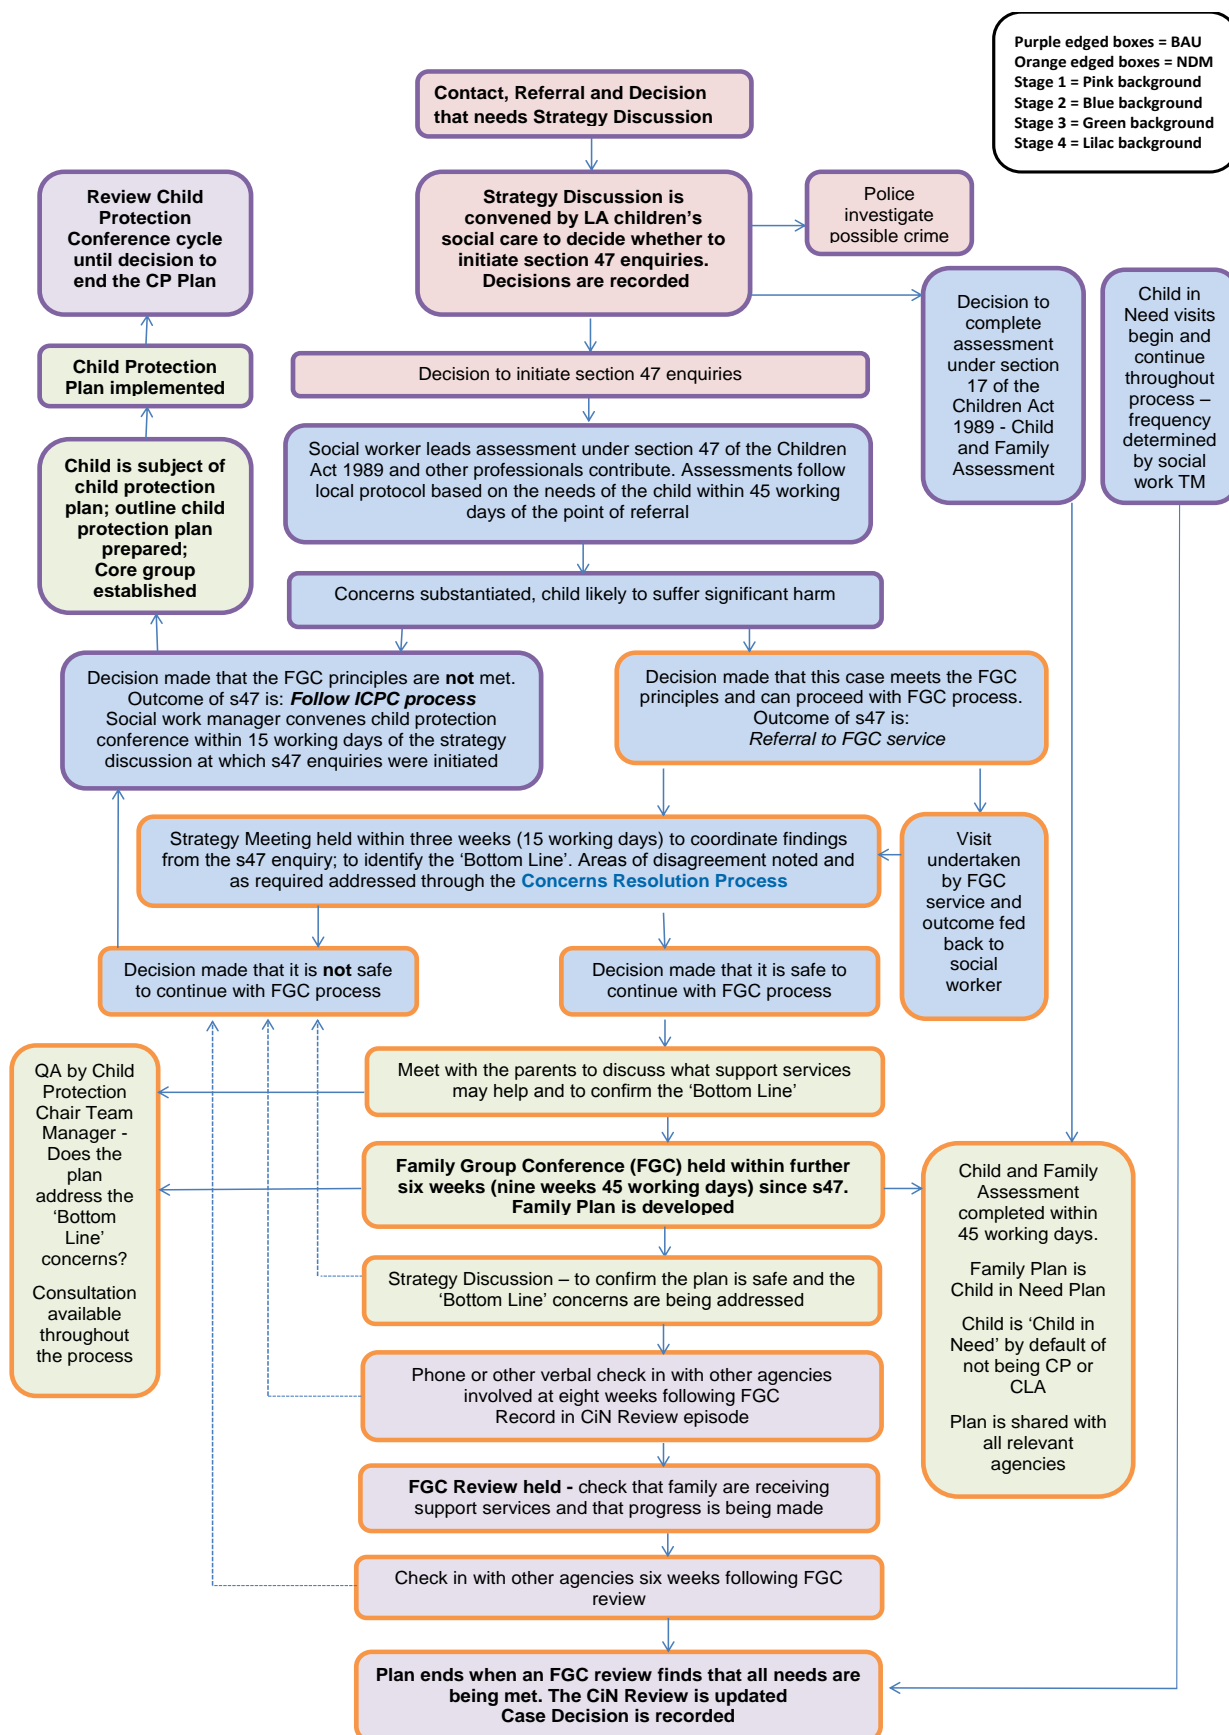 Purple edged boxes = BAU
Orange edged boxes = NDM
Stage 1 = Pink background
Stage 2 = Blue background
Stage 3 = Green background
Stage 4 = Lilac background
Contact, Referral and Decision
that needs Strategy Discussion
Strategy Discussion is
convened by LA children’s
social care to decide whether to
initiate section 47 enquiries.
Decisions are recorded
Police
investigate
possible crime
Review Child
Protection
Conference cycle
until decision to
end the CP Plan
Decision to
complete
assessment
under section
17 of the
Children Act
1989 - Child
and Family
Assessment
Child in
Need visits
begin and
continue
throughout
process –
frequency
determined
by social
work TM
Child Protection
Plan implemented
Decision to initiate section 47 enquiries
Child is subject of
child protection
plan; outline child
protection plan
prepared;
Core group
established
Social worker leads assessment under section 47 of the Children
Act 1989 and other professionals contribute. Assessments follow
local protocol based on the needs of the child within 45 working
days of the point of referral
Concerns substantiated, child likely to suffer significant harm
Decision made that the FGC principles are not met.
Outcome of s47 is: Follow ICPC process
Social work manager convenes child protection
conference within 15 working days of the strategy
discussion at which s47 enquiries were initiated
Decision made that this case meets the FGC
principles and can proceed with FGC process.
Outcome of s47 is:
Referral to FGC service
Strategy Meeting held within three weeks (15 working days) to coordinate findings
from the s47 enquiry; to identify the ‘Bottom Line’. Areas of disagreement noted and
as required addressed through the Concerns Resolution Process
Visit
undertaken
by FGC
service and
outcome fed
back to
social
worker
Decision made that it is not safe
to continue with FGC process
Decision made that it is safe to
continue with FGC process
QA by Child
Protection
Chair Team
Manager -
Does the
plan
address the
‘Bottom
Line’
concerns?
Consultation
available
throughout
the process
Meet with the parents to discuss what support services
may help and to confirm the ‘Bottom Line’
Family Group Conference (FGC) held within further
six weeks (nine weeks 45 working days) since s47.
Family Plan is developed
Child and Family
Assessment
completed within
45 working days.
Family Plan is
Child in Need Plan
Child is ‘Child in
Need’ by default of
not being CP or
CLA
Plan is shared with
all relevant
agencies
Strategy Discussion – to confirm the plan is safe and the
‘Bottom Line’ concerns are being addressed
Phone or other verbal check in with other agencies
involved at eight weeks following FGC
Record in CiN Review episode
FGC Review held - check that family are receiving
support services and that progress is being made
Check in with other agencies six weeks following FGC
review
Plan ends when an FGC review finds that all needs are
being met. The CiN Review is updated
Case Decision is recorded